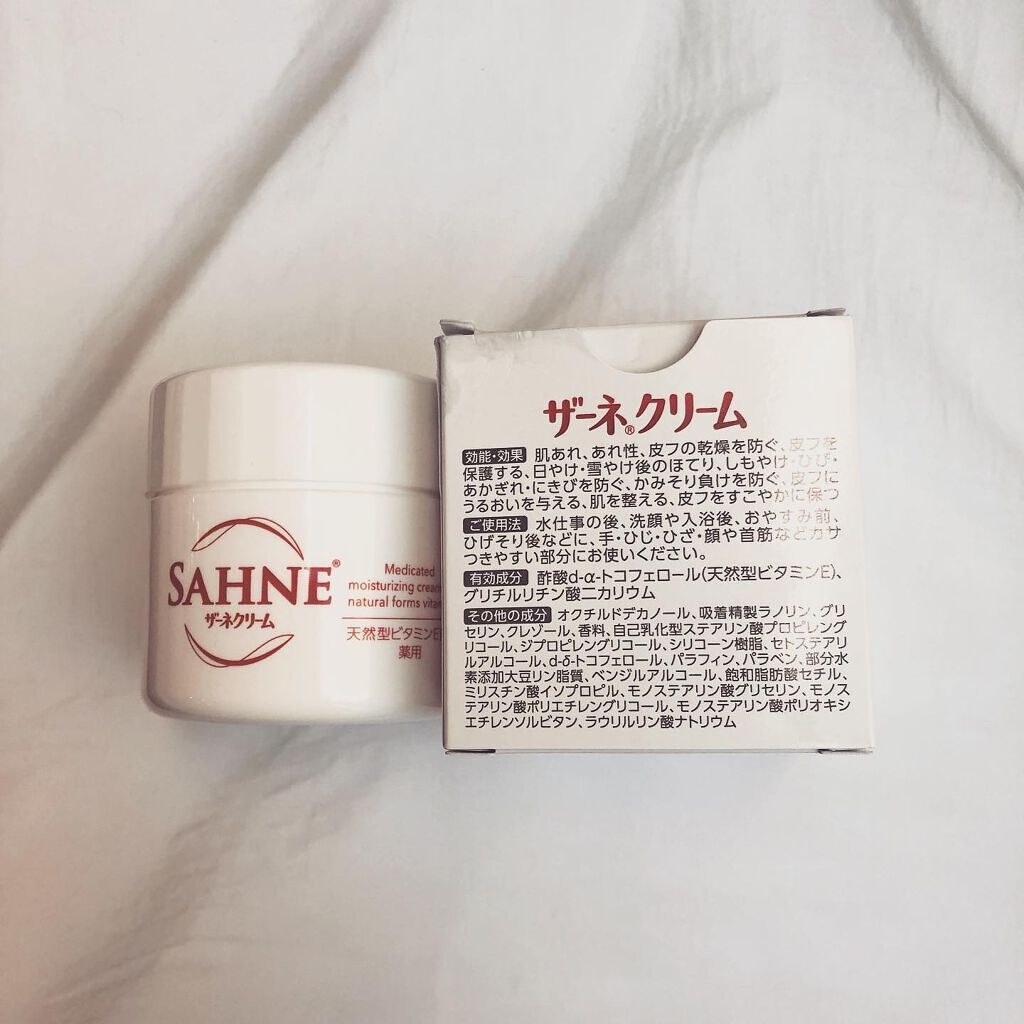 SAHNE®
ザーネクリーム
Medicated
moisturizing cream
natural forms
天然型ビタミンE
薬用
ザーネ®クリーム
効能・効果 肌あれ、あれ性、皮フの乾燥を防ぐ、皮フを
保護する、日やけ・雪やけ後のほてり、しもやけ・ひび・
あかぎれ・にきびを防ぐ、かみそり負けを防ぐ、皮フに
うるおいを与える、肌を整える、皮フをすこやかに保つ
ご使用法 水仕事の後、洗顔や入浴後、おやすみ前、
ひげそり後などに、手・ひじ・ひざ・顔や首筋などカサ
つきやすい部分にお使いください。
有効成分 酢酸d-α-トコフェロール(天然型ビタミンE)、
グリチルリチン酸二カリウム
その他の成分 オクチルドデカノール、吸着精製ラノリン、グリ
セリン、クレゾール、香料、自己乳化型ステアリン酸プロピレング
リコール、ジプロピレングリコール、シリコーン樹脂、セトステアリ
ルアルコール、d-δ-トコフェロール、パラフィン、パラベン、部分水
素添加大豆リン脂質、ベンジルアルコール、飽和脂肪酸セチル、
ミリスチン酸イソプロピル、モノステアリン酸グリセリン、モノス
テアリン酸ポリエチレングリコール、モノステアリン酸ポリオキシ
エチレンソルビタン、ラウリルリン酸ナトリウム